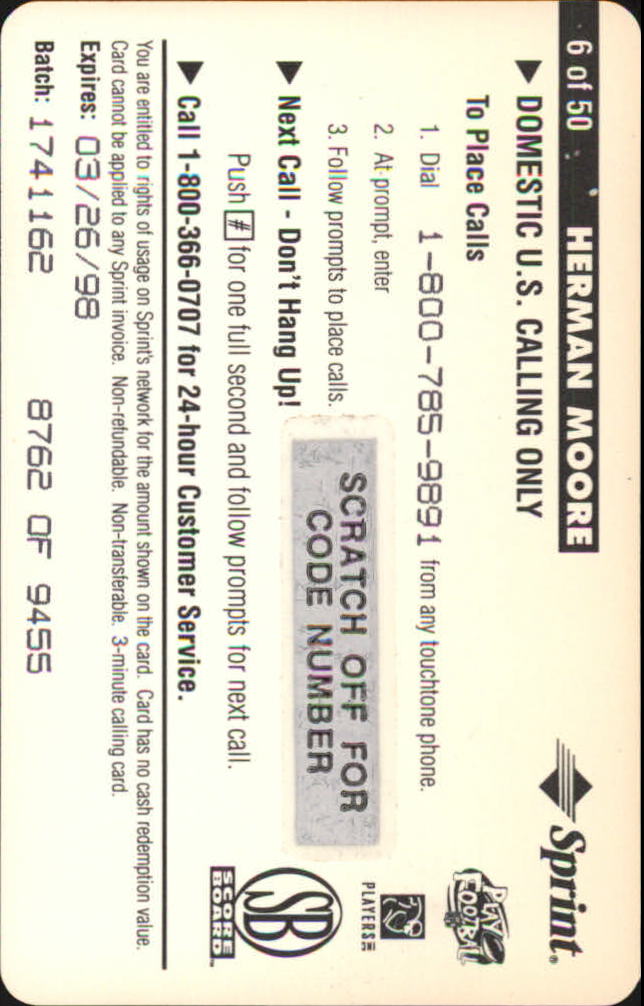 6 of 50 HERMAN MOORE
▶ DOMESTIC U.S. CALLING ONLY
To Place Calls
1. Dial 1-800-785-9891 from any touchtone phone.
2. At prompt, enter
3. Follow prompts to place calls.
SCRATCH OFF FOR
CODE NUMBER
▶ Next Call - Don't Hang Up!
Push # for one full second and follow prompts for next call.
▶ Call 1-800-366-0707 for 24-hour Customer Service.
You are entitled to rights of usage on Sprint's network for the amount shown on the card. Card has no cash redemption value.
Card cannot be applied to any Sprint invoice. Non-refundable. Non-transferable. 3-minute calling card.
Expires: 03/26/98
Batch: 1741162 8762 OF 9455
Sprint®
PLAY FOOTBALL
PLAYERS INC
SB
SCORE
BOARD™